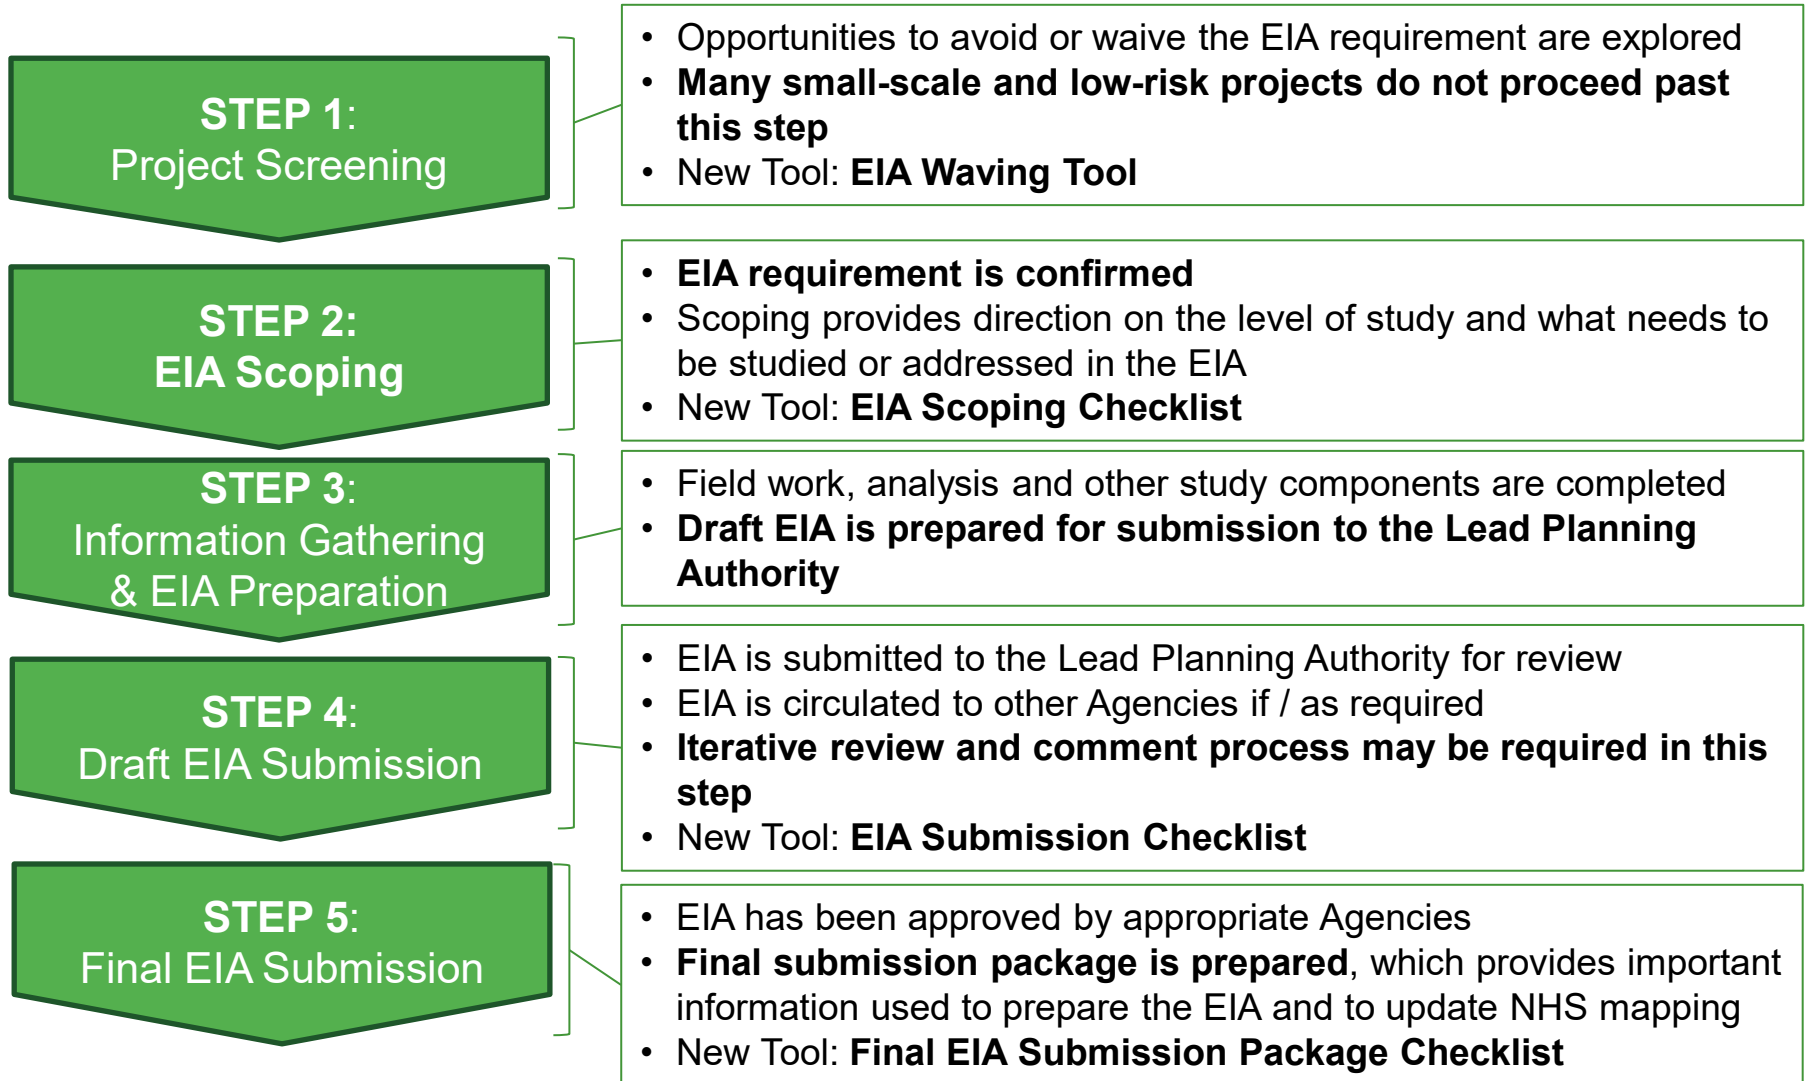 STEP 1:
Project Screening
• Opportunities to avoid or waive the EIA requirement are explored
• Many small-scale and low-risk projects do not proceed past
this step
• New Tool: EIA Waving Tool
STEP 2:
EIA Scoping
• EIA requirement is confirmed
• Scoping provides direction on the level of study and what needs to
be studied or addressed in the EIA
• New Tool: EIA Scoping Checklist
STEP 3:
Information Gathering
& EIA Preparation
• Field work, analysis and other study components are completed
• Draft EIA is prepared for submission to the Lead Planning
Authority
STEP 4:
Draft EIA Submission
• EIA is submitted to the Lead Planning Authority for review
• EIA is circulated to other Agencies if / as required
• Iterative review and comment process may be required in this
step
• New Tool: EIA Submission Checklist
STEP 5:
Final EIA Submission
• EIA has been approved by appropriate Agencies
• Final submission package is prepared, which provides important
information used to prepare the EIA and to update NHS mapping
• New Tool: Final EIA Submission Package Checklist